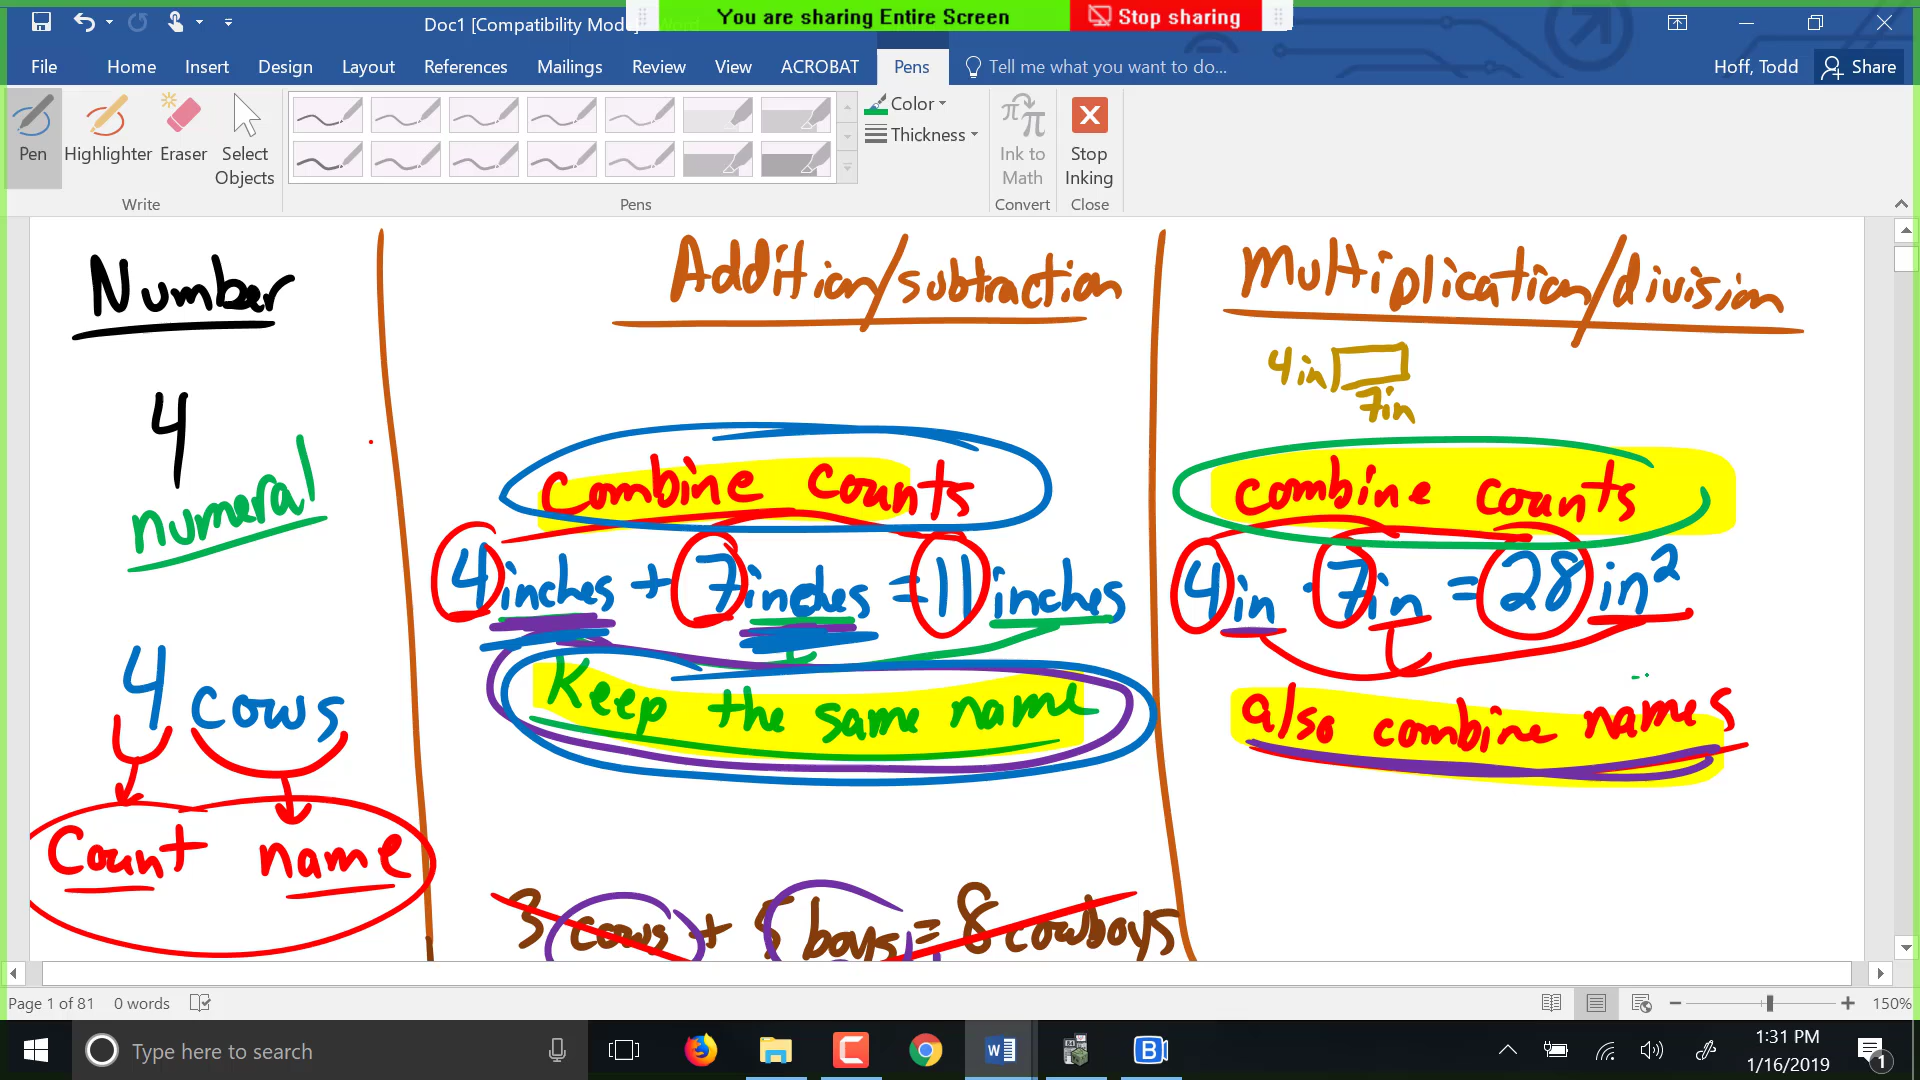 You are sharing Entire Screen
Stop sharing
Doc1 [Compatibility Mod
File Home Insert Design Layout References Mailings Review View ACROBAT Pens Tell me what you want to do... Hoff, Todd Share
Pen Highlighter Eraser Select Objects
Color
Thickness
Ink to Math
Stop Inking
Write Pens Convert Close
Number
Addition/subtraction
Multiplication/division
4in
7in
4
numeral
combine counts
combine counts
4 inches + 7 inches = 11 inches
4in · 7in = 28 in²
Keep the same name
also combine names
4 cows
Count name
3 cows + 5 boys = 8 cowboys
Page 1 of 81 0 words 150%
Type here to search
1:31 PM
1/16/2019
1